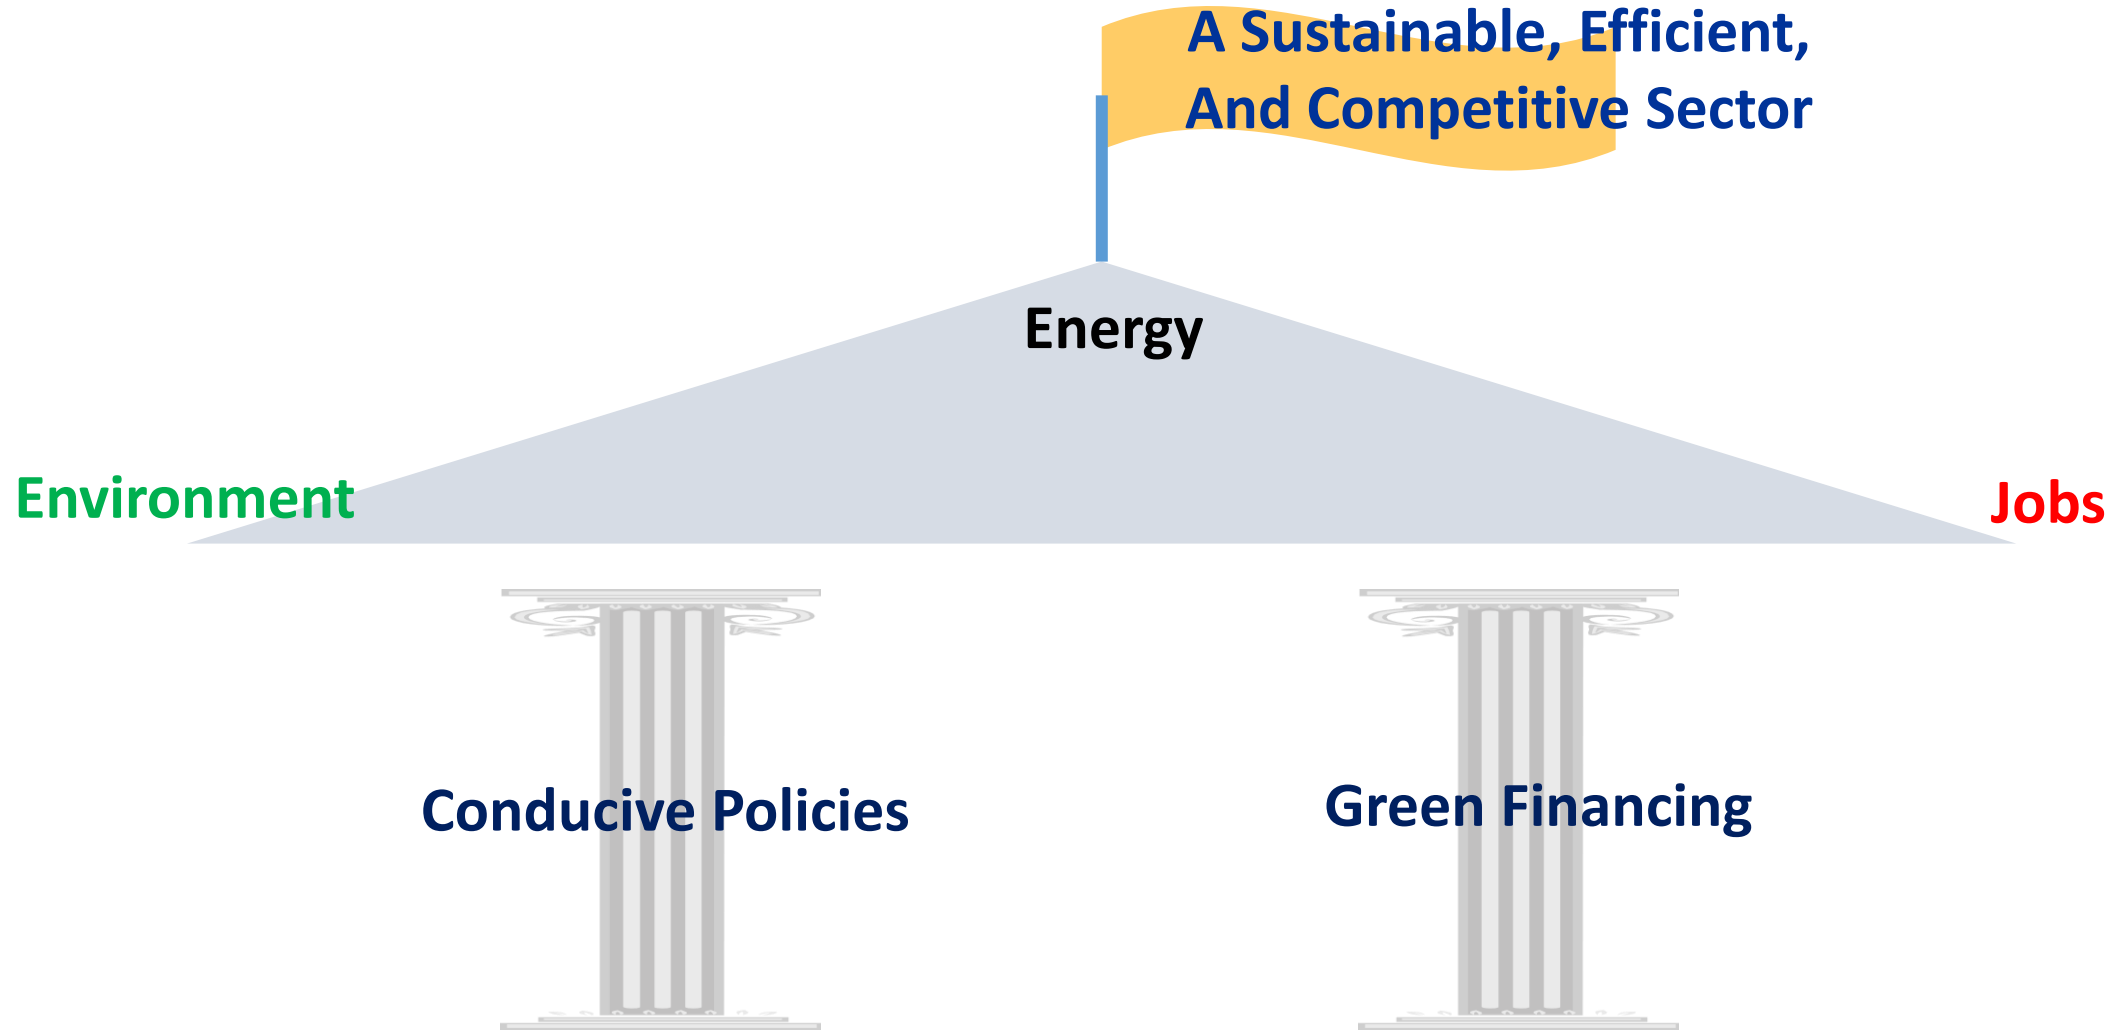 A Sustainable, Efficient,
And Competitive Sector
Energy
Environment
Jobs
Conducive Policies
Green Financing